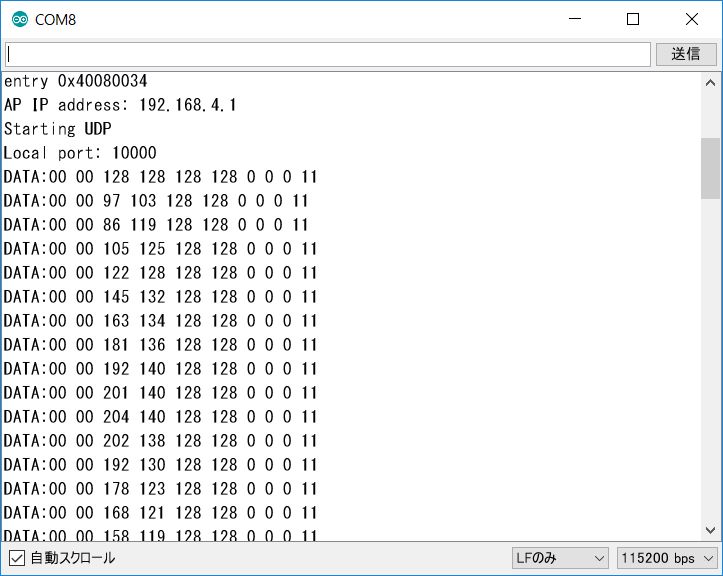 COM8
送信
entry 0x40080034
AP IP address: 192.168.4.1
Starting UDP
Local port: 10000
DATA:00 00 128 128 128 128 0 0 0 11
DATA:00 00 97 103 128 128 0 0 0 11
DATA:00 00 86 119 128 128 0 0 0 11
DATA:00 00 105 125 128 128 0 0 0 11
DATA:00 00 122 128 128 128 0 0 0 11
DATA:00 00 145 132 128 128 0 0 0 11
DATA:00 00 163 134 128 128 0 0 0 11
DATA:00 00 181 136 128 128 0 0 0 11
DATA:00 00 192 140 128 128 0 0 0 11
DATA:00 00 201 140 128 128 0 0 0 11
DATA:00 00 204 140 128 128 0 0 0 11
DATA:00 00 202 138 128 128 0 0 0 11
DATA:00 00 192 130 128 128 0 0 0 11
DATA:00 00 178 123 128 128 0 0 0 11
DATA:00 00 168 121 128 128 0 0 0 11
DATA:00 00 158 119 128 128 0 0 0 11
自動スクロール LFのみ 115200 bps